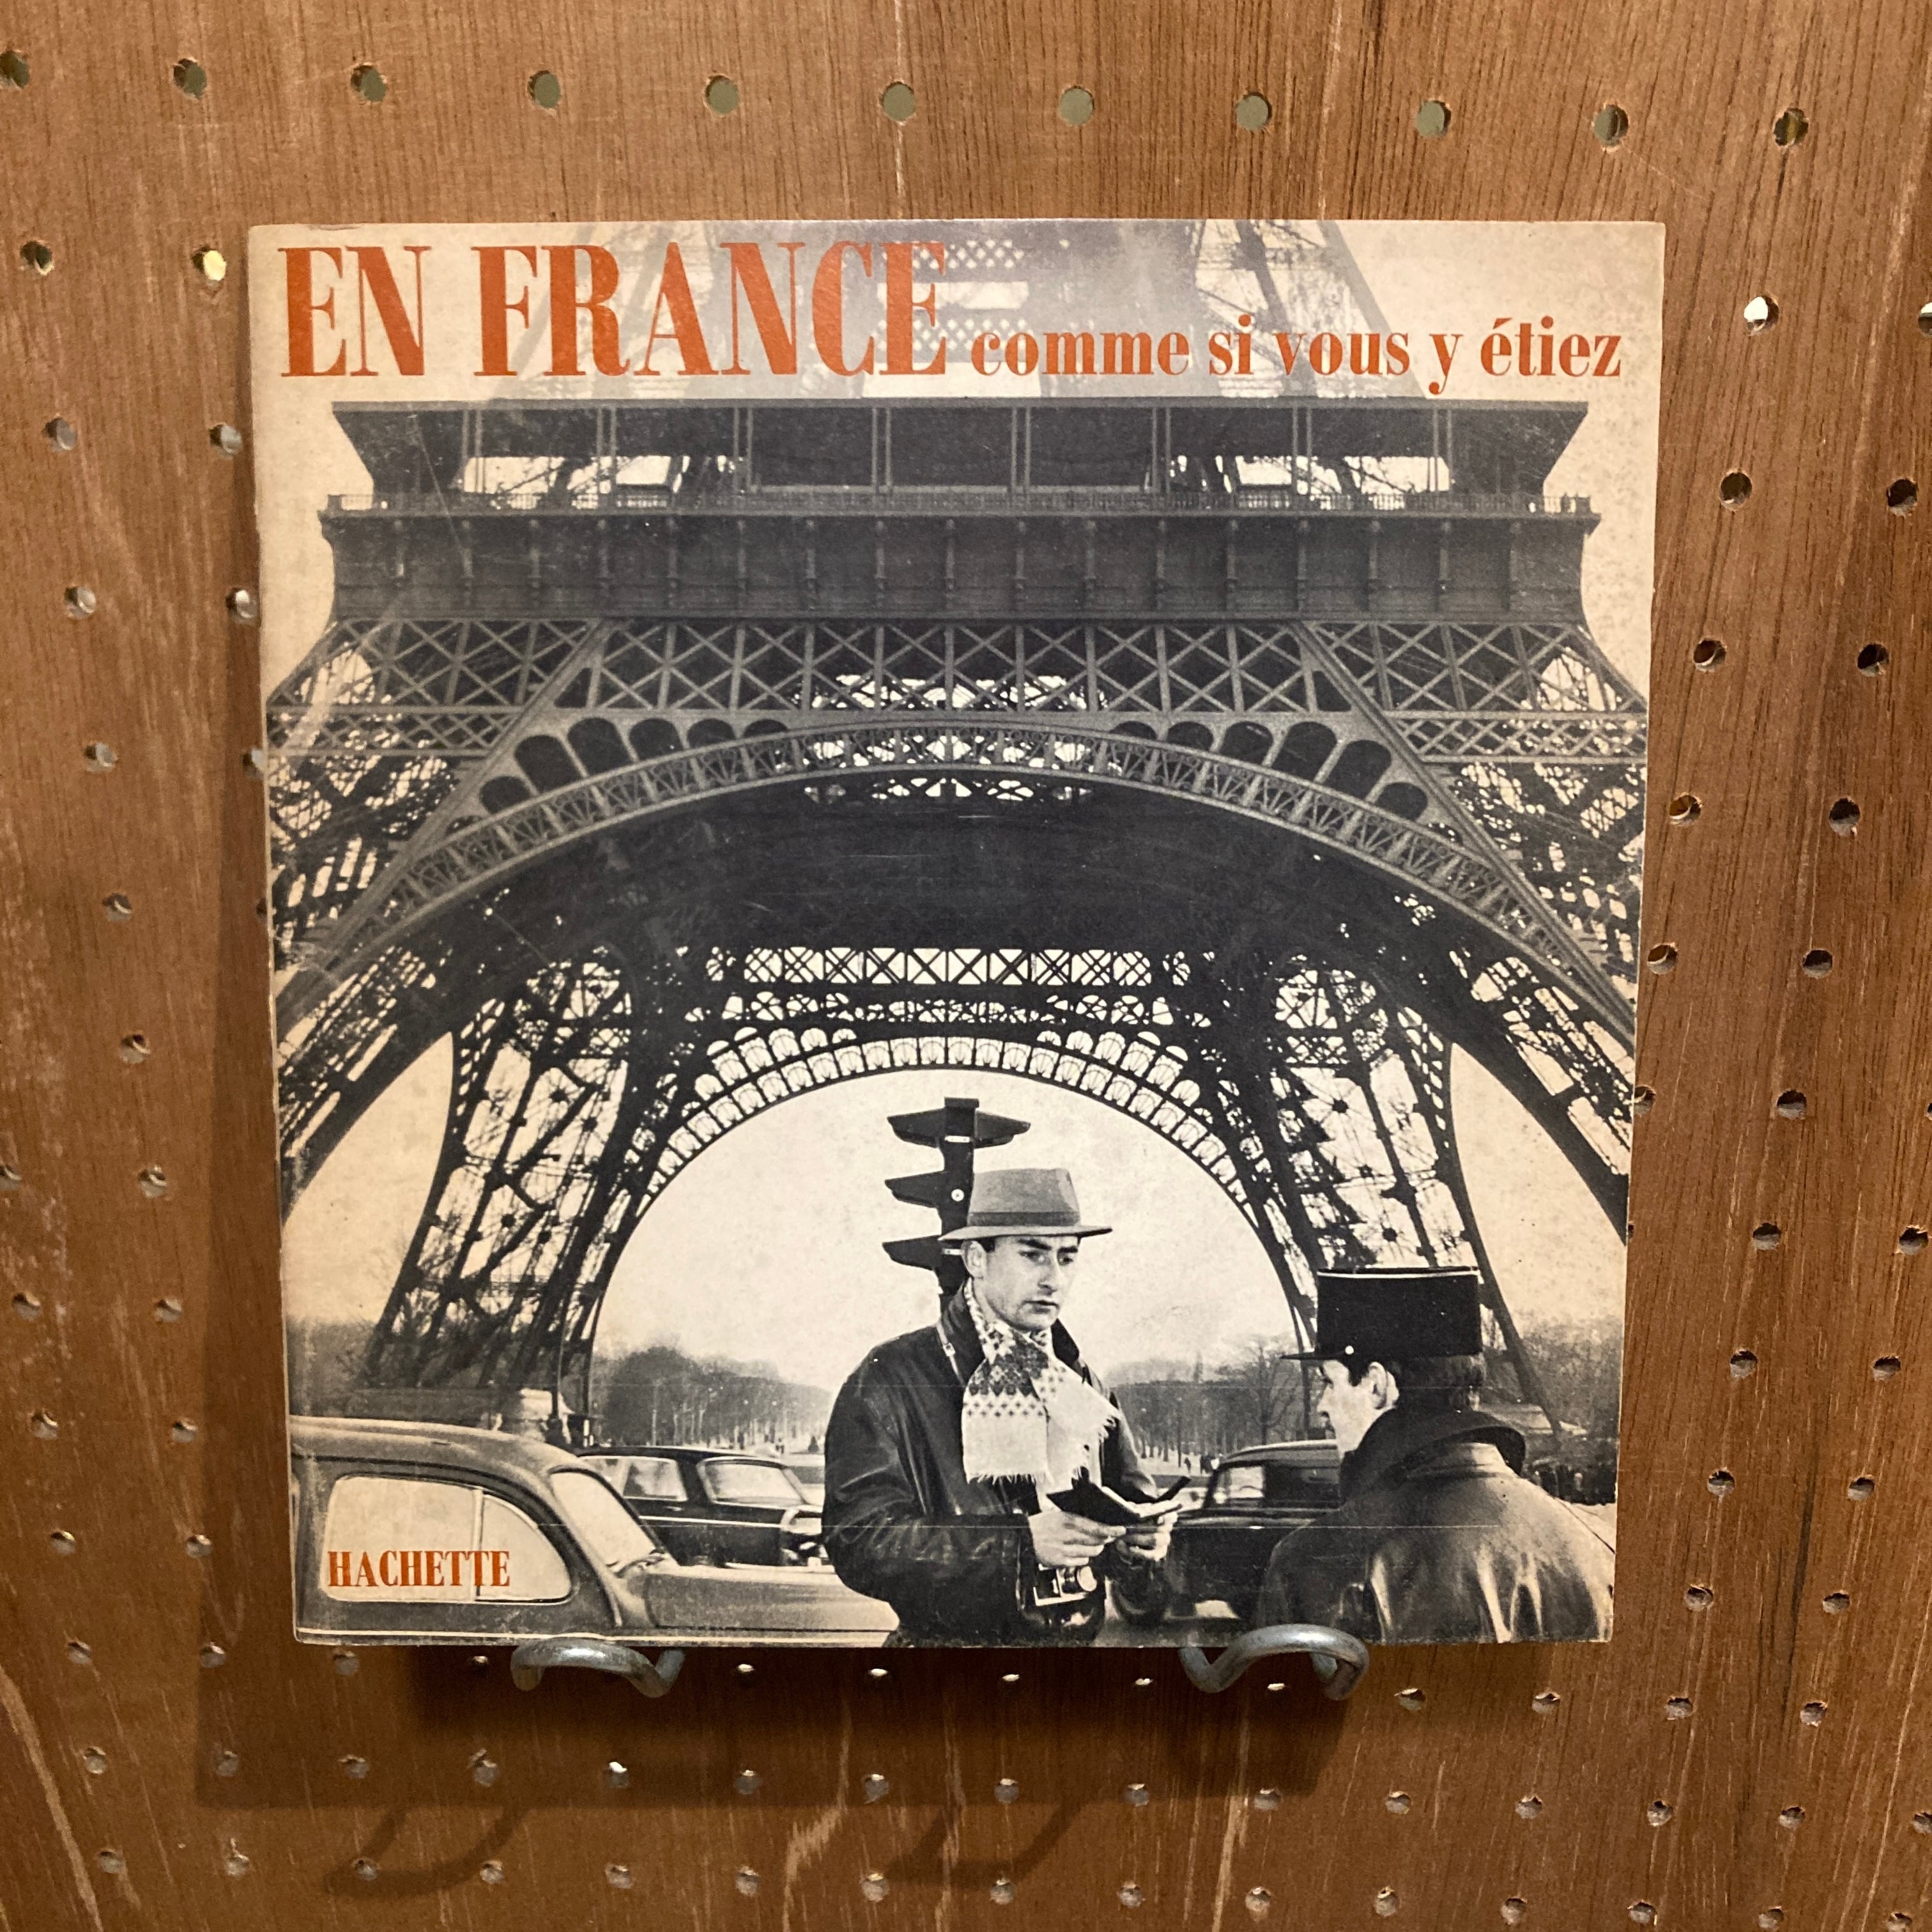 EN FRANCE comme si vous y étiez
HACHETTE